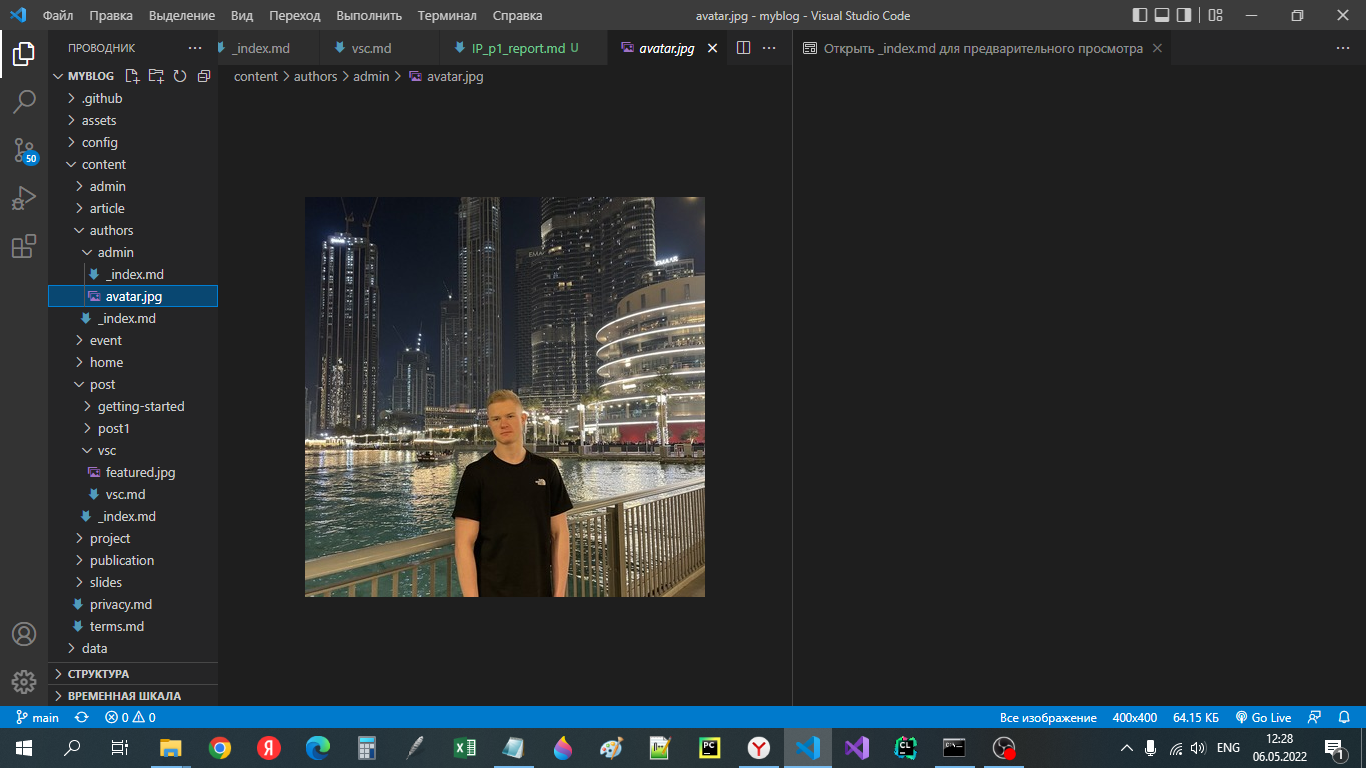 Файл Правка Выделение Вид Переход Выполнить Терминал Справка
avatar.jpg - myblog - Visual Studio Code
ПРОВОДНИК
_index.md
vsc.md
IP_p1_report.md U
avatar.jpg
Открыть _index.md для предварительного просмотра
content > authors > admin > avatar.jpg
MYBLOG
.github
assets
config
content
admin
article
authors
admin
_index.md
avatar.jpg
_index.md
event
home
post
getting-started
post1
vsc
featured.jpg
vsc.md
_index.md
project
publication
slides
privacy.md
terms.md
data
СТРУКТУРА
ВРЕМЕННАЯ ШКАЛА
50
main
0
0
Все изображение
400x400
64.15 КБ
Go Live
ENG
12:28
06.05.2022
1